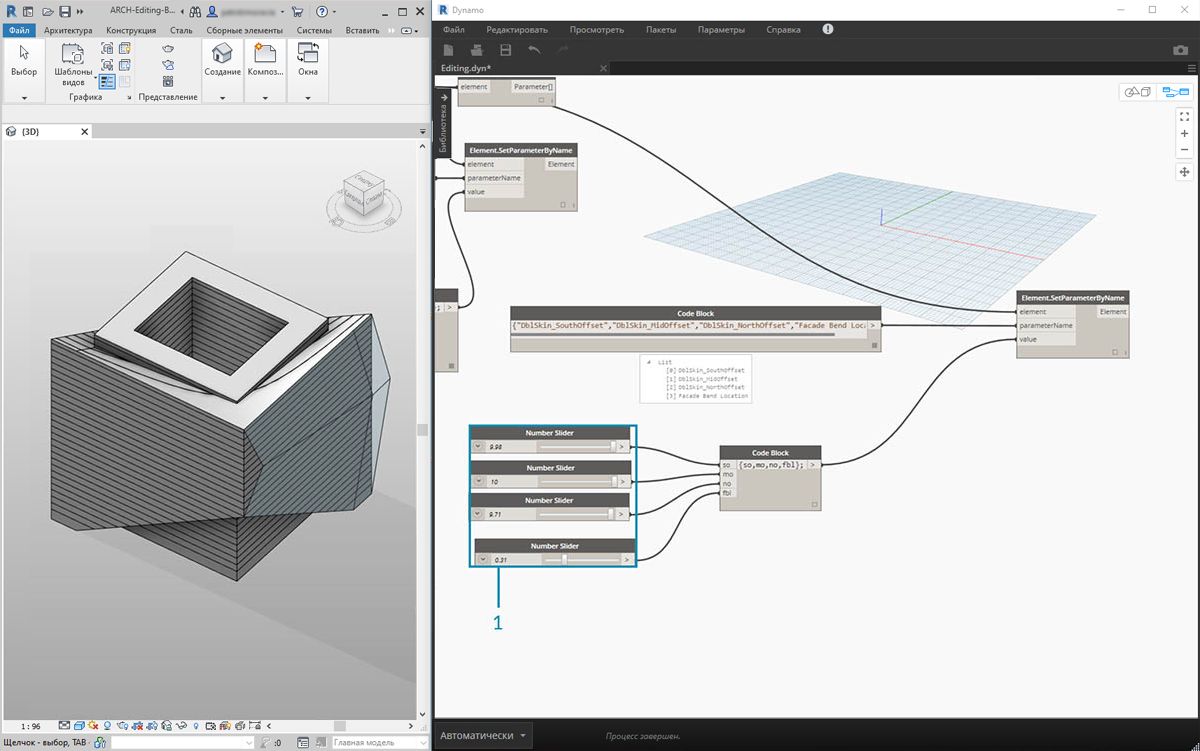 ARCH-Editing-B...
Файл
Архитектура
Конструкция
Сталь
Сборные элементы
Системы
Вставить
Выбор
Шаблоны
видов
Создание
Композ...
Окна
Графика
Представление
{3D}
1 : 96
Щелчок - выбор, TAB
:0
Главная модель
Dynamo
Файл
Редактировать
Просмотреть
Пакеты
Параметры
Справка
Editing.dyn*
Библиотека
element
Parameter[]
Element.SetParameterByName
element
Element
parameterName
value
; >
Code Block
{"DblSkin_SouthOffset","DblSkin_MidOffset","DblSkin_NorthOffset","Facade Bend Loca >
List
[0] DblSkin_SouthOffset
[1] DblSkin_MidOffset
[2] DblSkin_NorthOffset
[3] Facade Bend Location
Element.SetParameterByName
element
Element
parameterName
value
Number Slider
9.98 >
Number Slider
10 >
Number Slider
9.71 >
Number Slider
0.31 >
Code Block
so {so,mo,no,fbl}; >
mo
no
fbl
1
Автоматически
Процесс завершен.